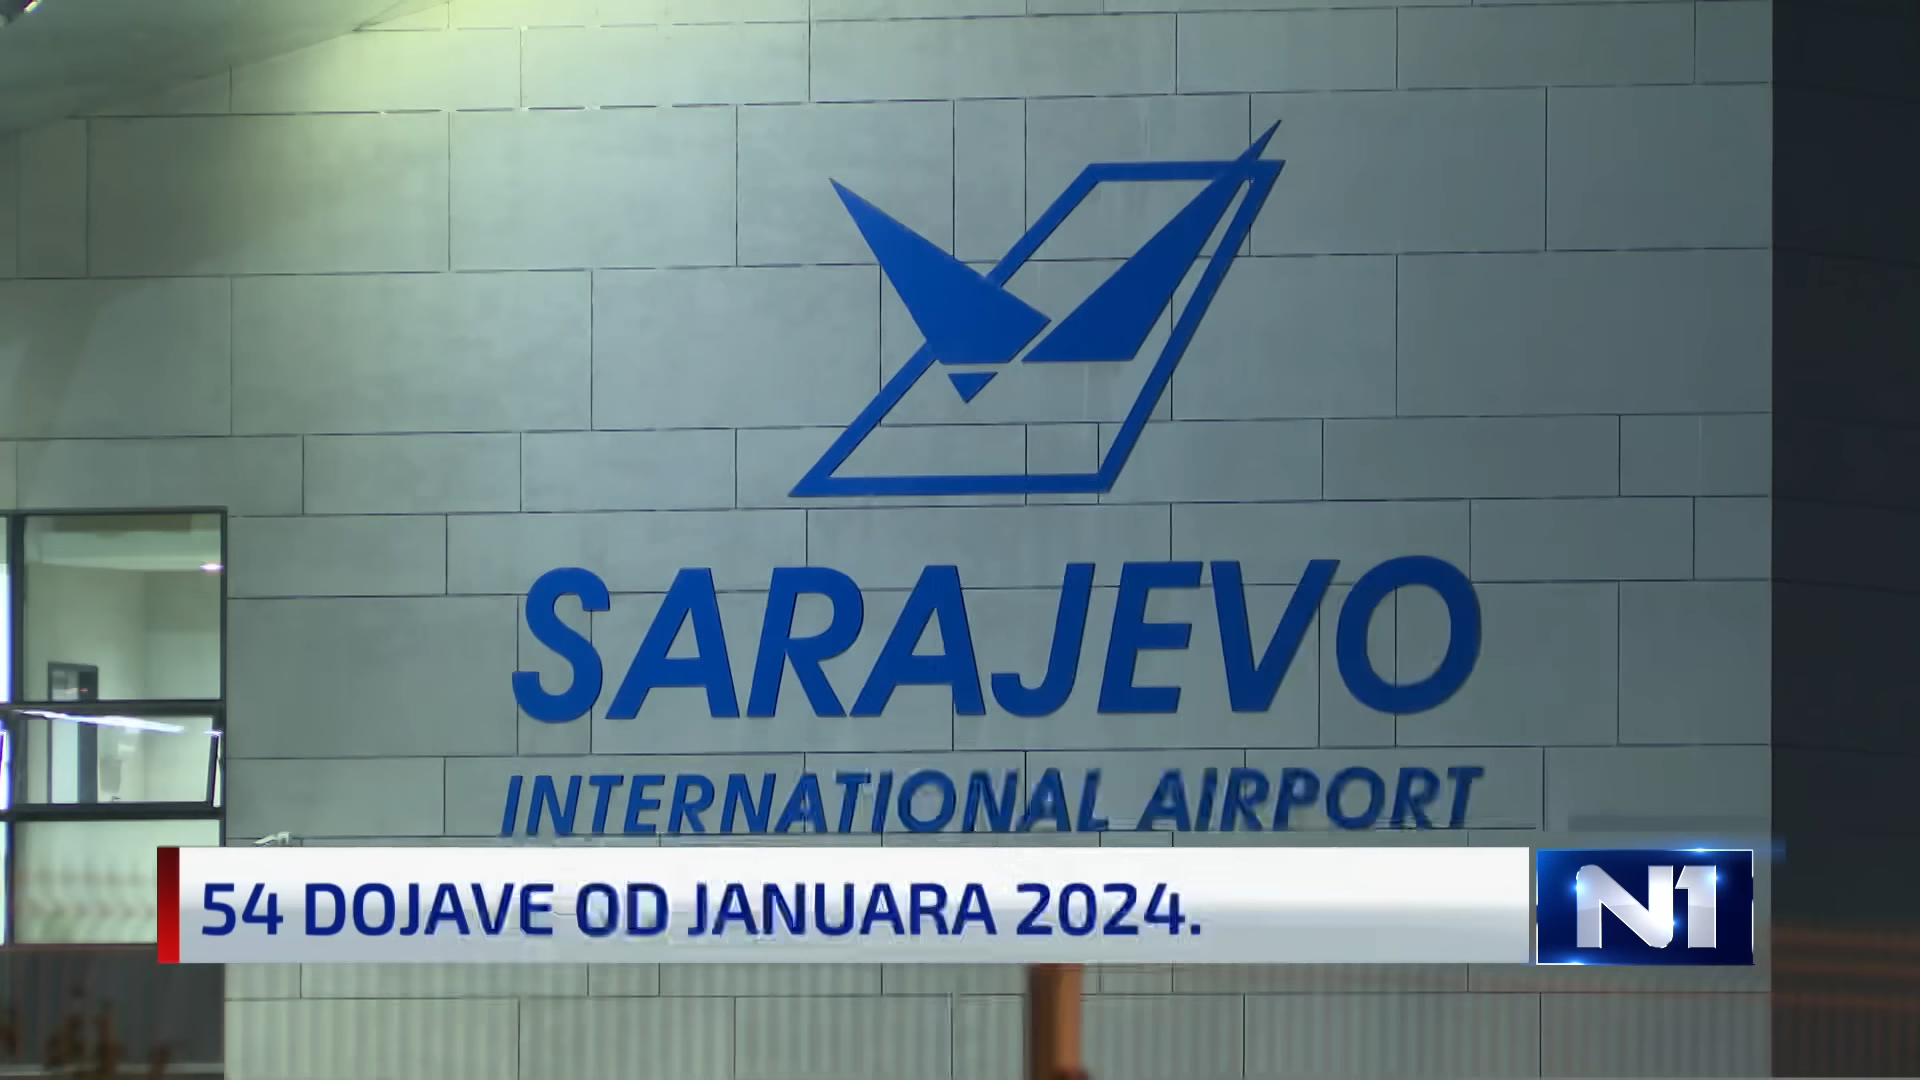 SARAJEVO
INTERNATIONAL AIRPORT
54 DOJAVE OD JANUARA 2024.
N1